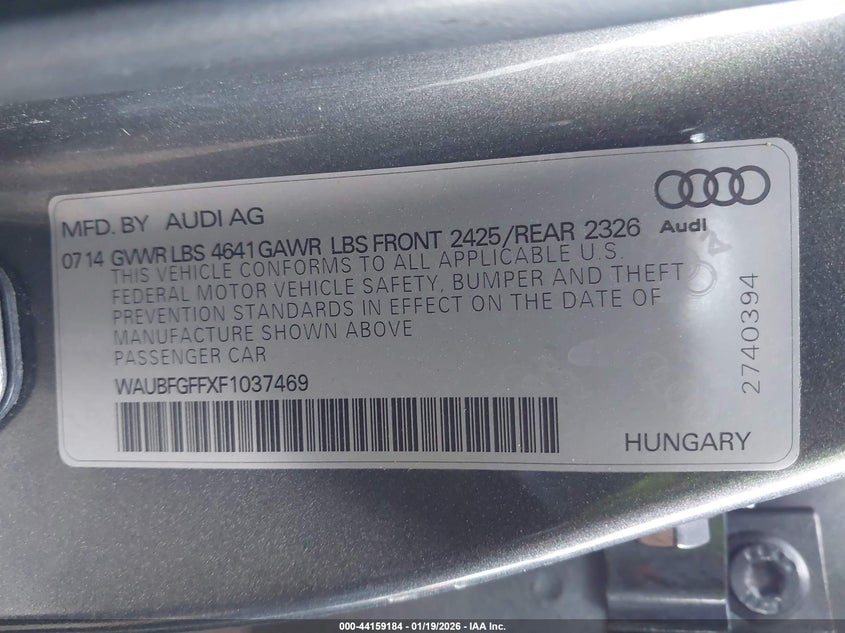 MFD. BY AUDI AG
Audi
0714 GVWR LBS 4641 GAWR LBS FRONT 2425/REAR 2326
THIS VEHICLE CONFORMS TO ALL APPLICABLE U.S.
FEDERAL MOTOR VEHICLE SAFETY, BUMPER AND THEFT
PREVENTION STANDARDS IN EFFECT ON THE DATE OF
MANUFACTURE SHOWN ABOVE
PASSENGER CAR
WAUBFGFFXF1037469
2740394
HUNGARY
000-44159184 - 01/19/2026 - IAA Inc.